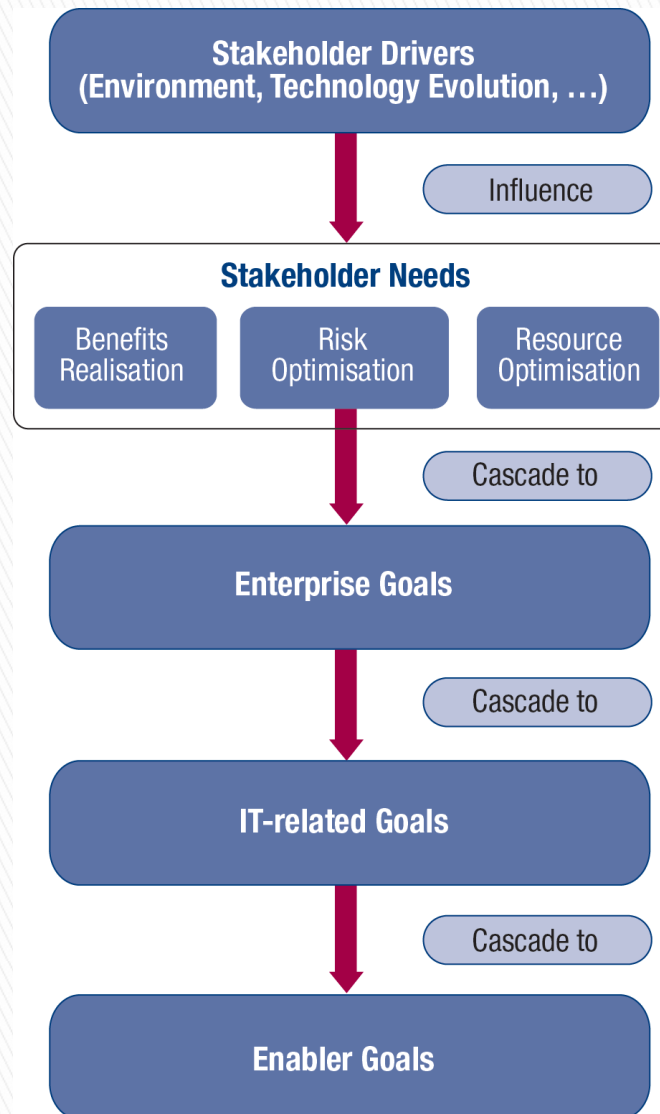 Stakeholder Drivers
(Environment, Technology Evolution, …)
Influence
Stakeholder Needs
Benefits
Realisation
Risk
Optimisation
Resource
Optimisation
Cascade to
Enterprise Goals
Cascade to
IT-related Goals
Cascade to
Enabler Goals